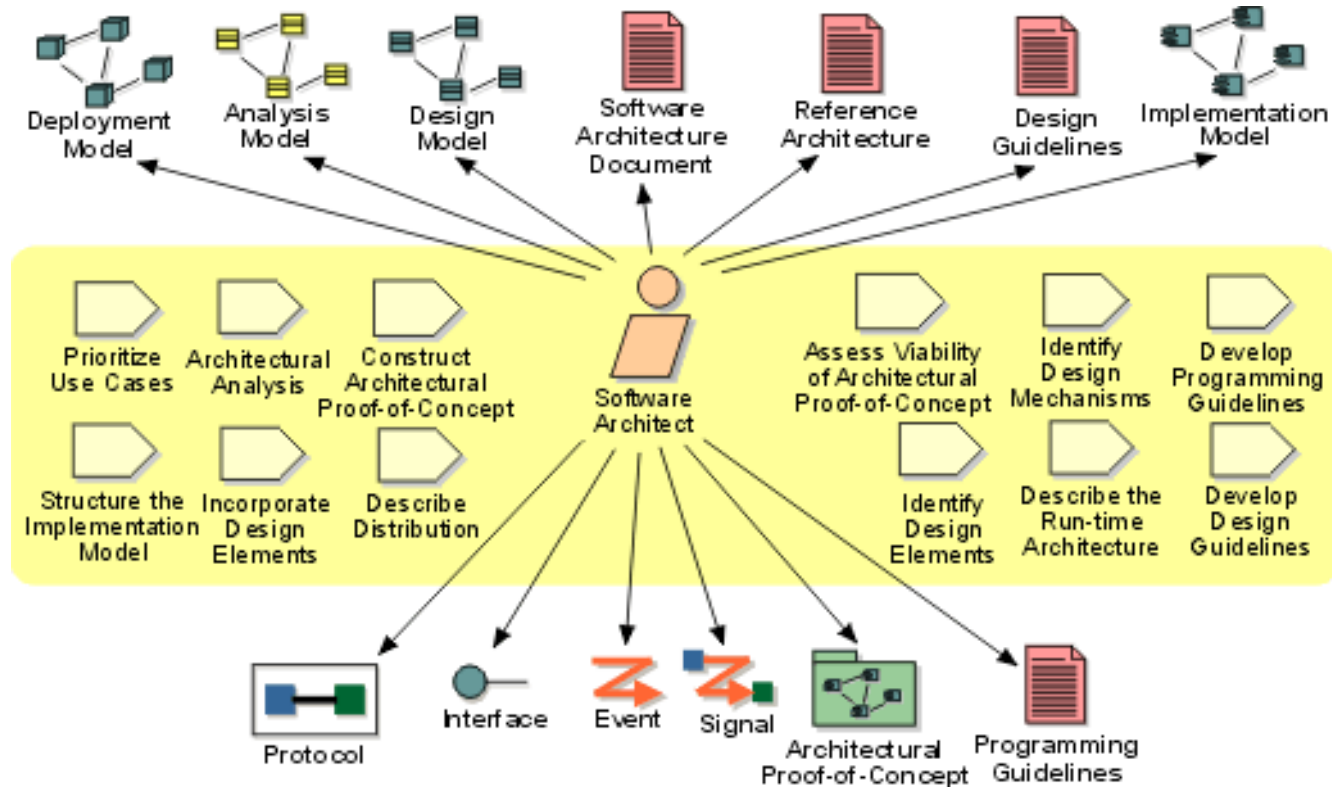 Deployment
Model
Analysis
Model
Design
Model
Software
Architecture
Document
Reference
Architecture
Design
Guidelines
Implementation
Model
Prioritize
Use Cases
Architectural
Analysis
Construct
Architectural
Proof-of-Concept
Software
Architect
Assess Viability
of Architectural
Proof-of-Concept
Identify
Design
Mechanisms
Develop
Programming
Guidelines
Structure the
Implementation
Model
Incorporate
Design
Elements
Describe
Distribution
Identify
Design
Elements
Describe the
Run-time
Architecture
Develop
Design
Guidelines
Protocol
Interface
Event
Signal
Architectural
Proof-of-Concept
Programming
Guidelines